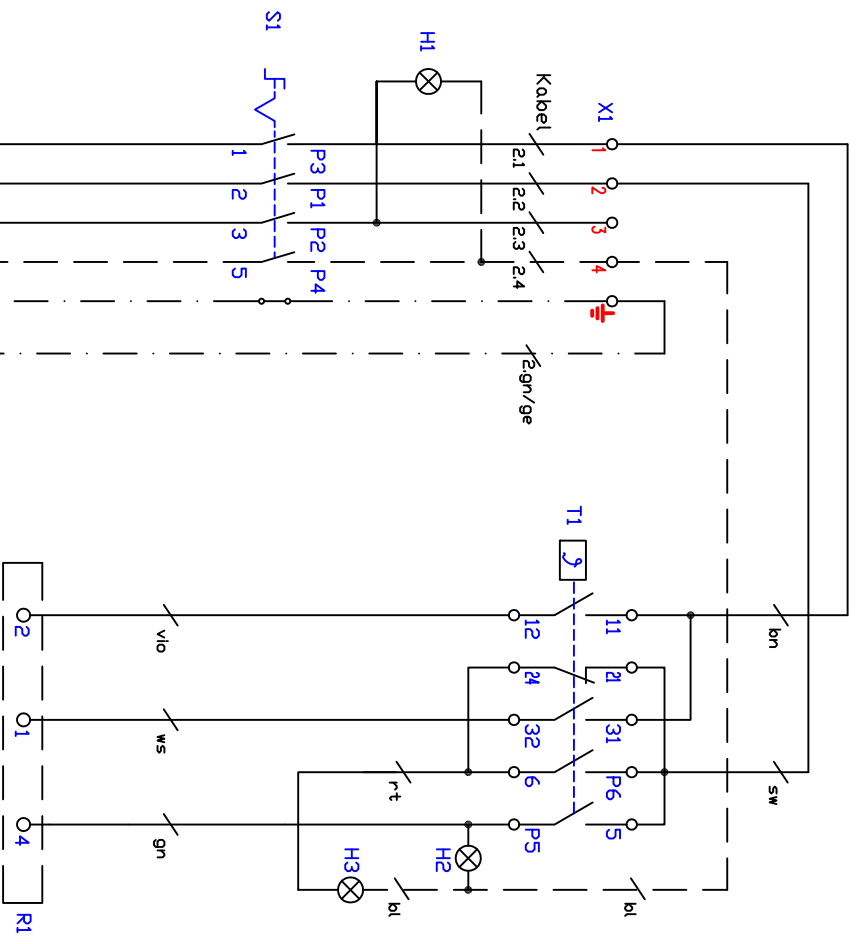 S1
H1
Kabel
X1
1
2
3
4
P3
P1
P2
P4
1
2
3
5
2.1
2.2
2.3
2.4
2.gn/ge
T1
ϑ
12
11
24
21
32
31
6
P6
P5
5
bn
sw
vio
ws
gn
rt
H2
H3
bl
bl
2
1
4
R1